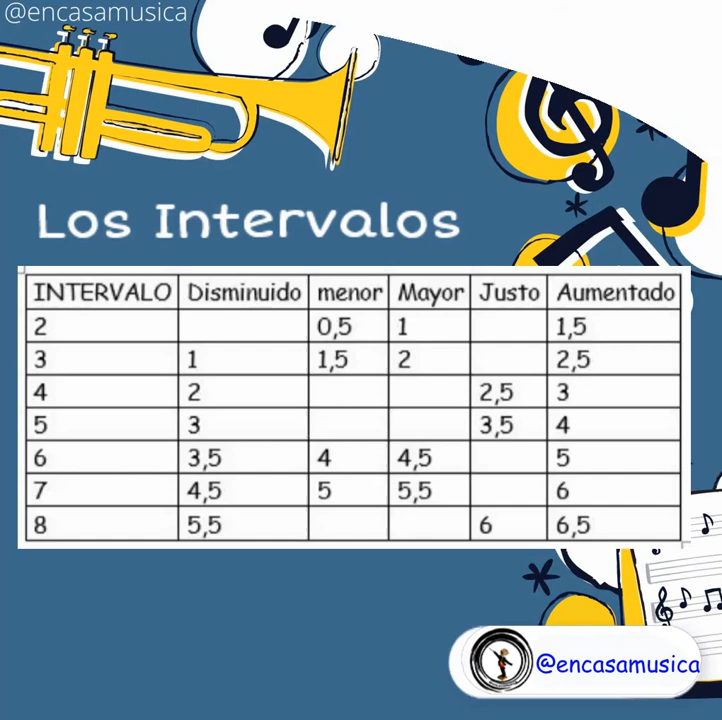 @encasamusica
Los Intervalos
INTERVALO Disminuido menor Mayor Justo Aumentado
2 0,5 1 1,5
3 1 1,5 2 2,5
4 2 2,5 3
5 3 3,5 4
6 3,5 4 4,5 5
7 4,5 5 5,5 6
8 5,5 6 6,5
@encasamusica